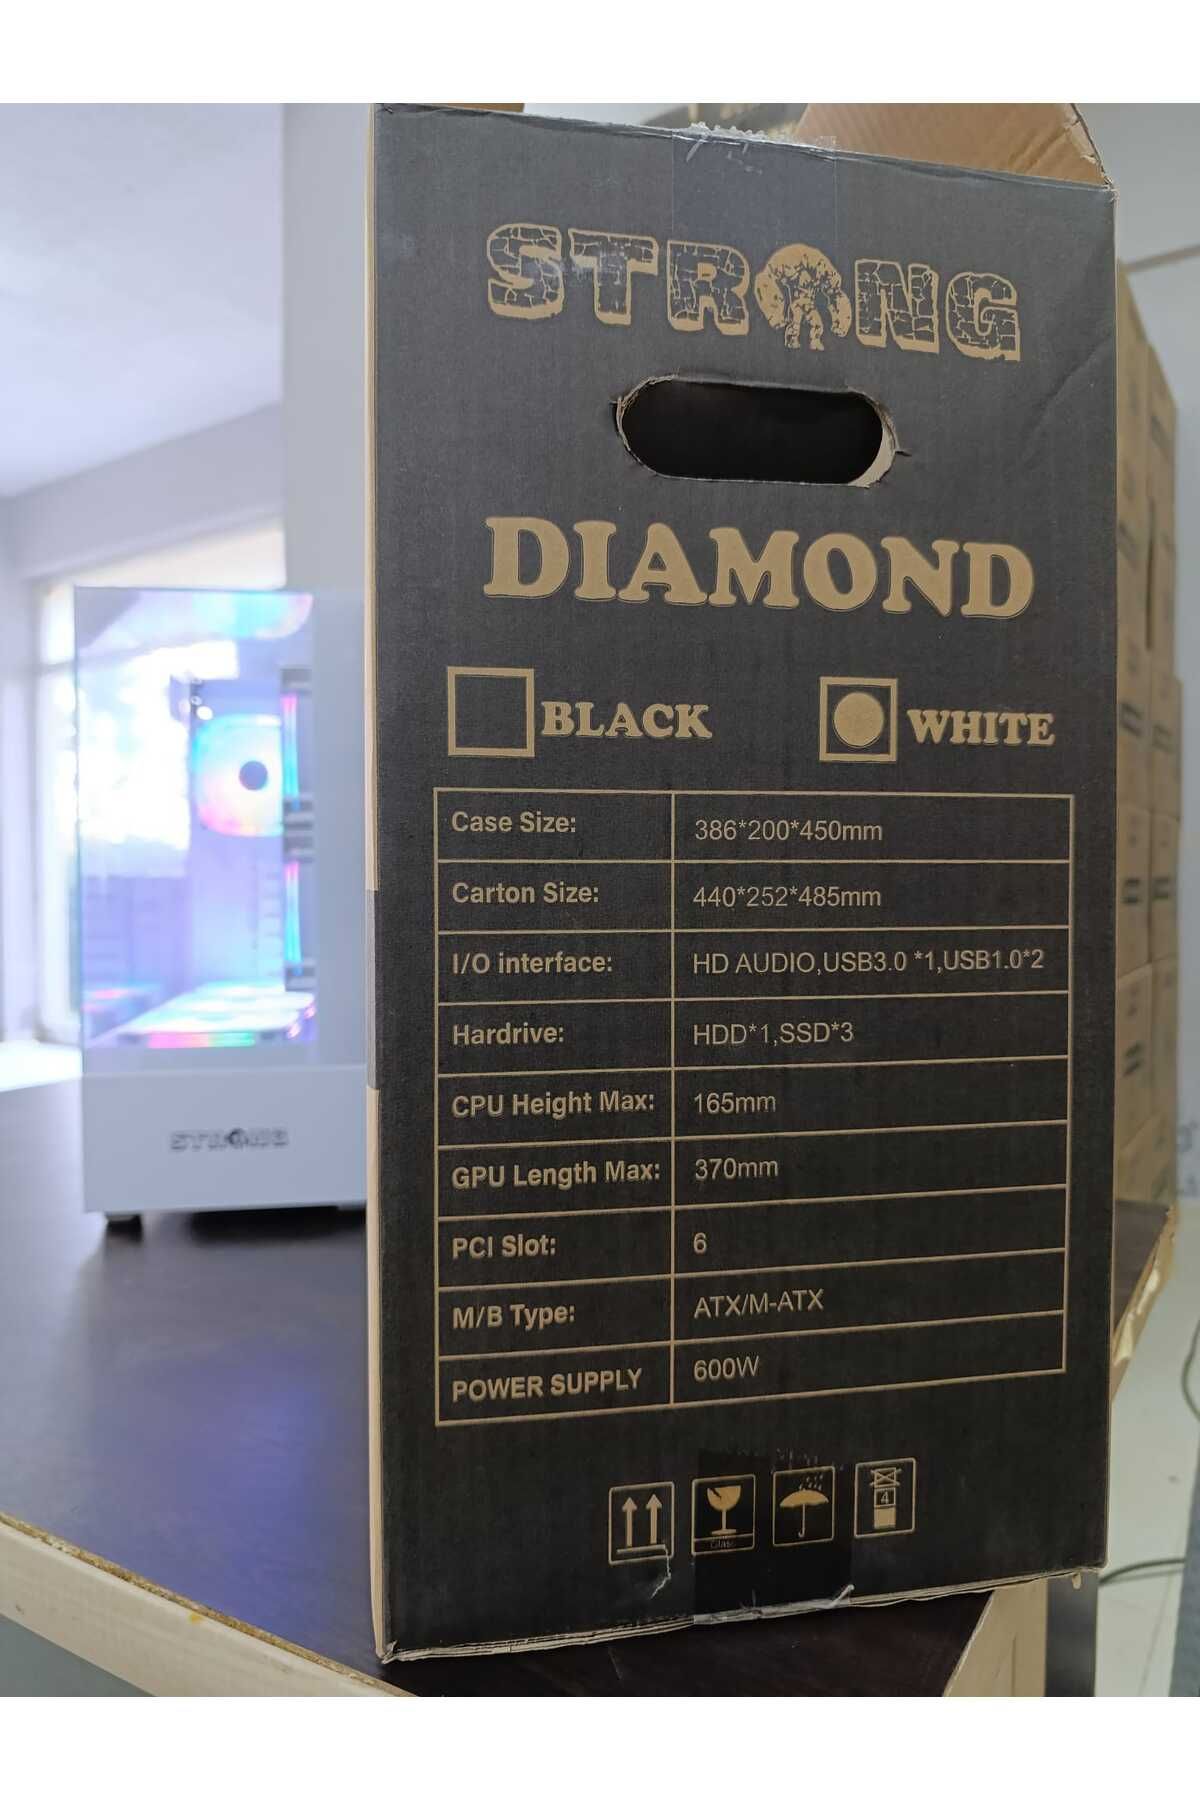 STRONG
DIAMOND
BLACK WHITE
Case Size: 386*200*450mm
Carton Size: 440*252*485mm
I/O interface: HD AUDIO,USB3.0 *1,USB1.0*2
Hardrive: HDD*1,SSD*3
CPU Height Max: 165mm
GPU Length Max: 370mm
PCI Slot: 6
M/B Type: ATX/M-ATX
POWER SUPPLY 600W
4
Glass
STRONG